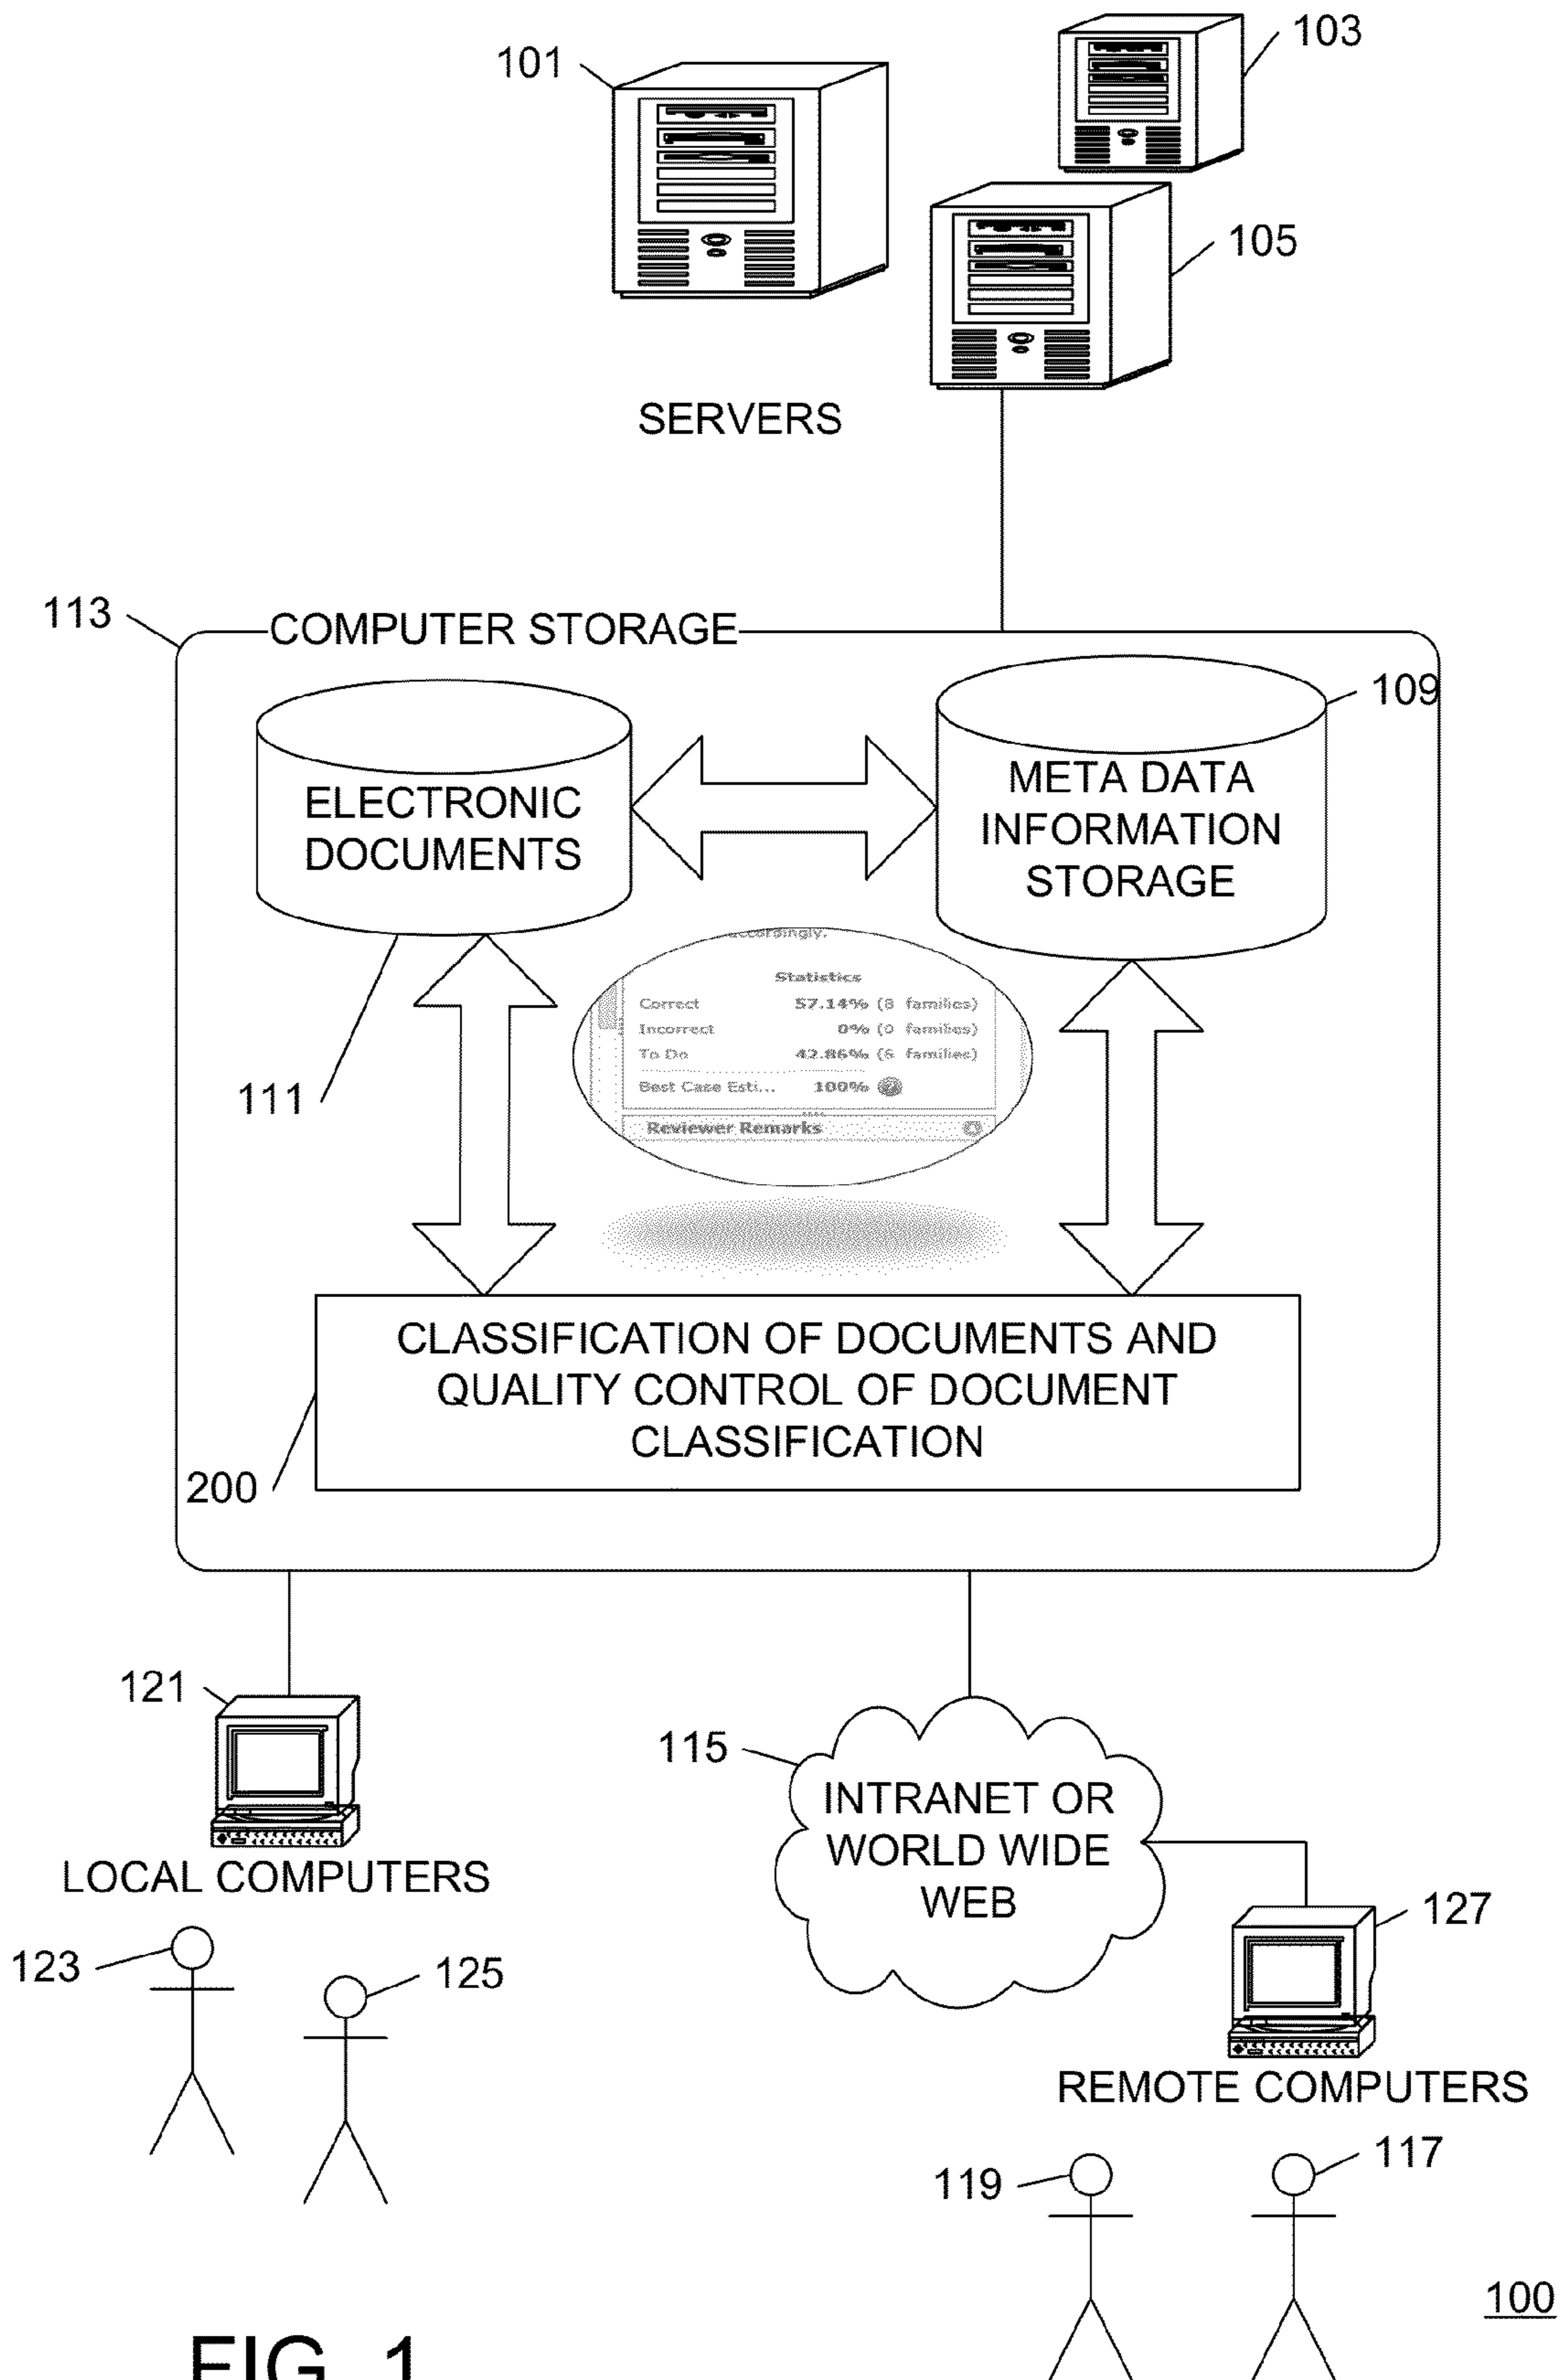 101
103
105
SERVERS
113
COMPUTER STORAGE
109
ELECTRONIC
DOCUMENTS
META DATA
INFORMATION
STORAGE
accordingly.
Statistics
Correct 57.14% (8 families)
Incorrect 0% (0 families)
To Do 42.86% (6 families)
Best Case Esti... 100%
Reviewer Remarks
111
CLASSIFICATION OF DOCUMENTS AND
QUALITY CONTROL OF DOCUMENT
CLASSIFICATION
200
121
LOCAL COMPUTERS
123
125
115
INTRANET OR
WORLD WIDE
WEB
127
REMOTE COMPUTERS
119
117
100
FIG. 1